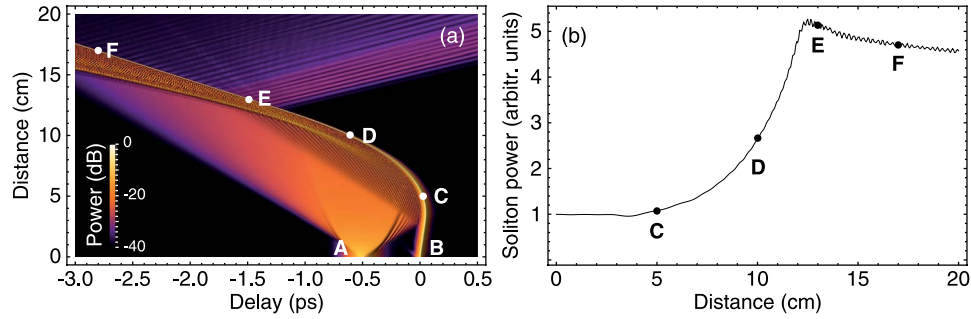 (a)
20
15
10
5
0
Distance (cm)
F
E
D
C
A
B
0
-20
-40
Power (dB)
-3.0 -2.5 -2.0 -1.5 -1.0 -0.5 0.0 0.5
Delay (ps)
(b)
5
4
3
2
1
Soliton power (arbitr. units)
C
D
E
F
0 5 10 15 20
Distance (cm)